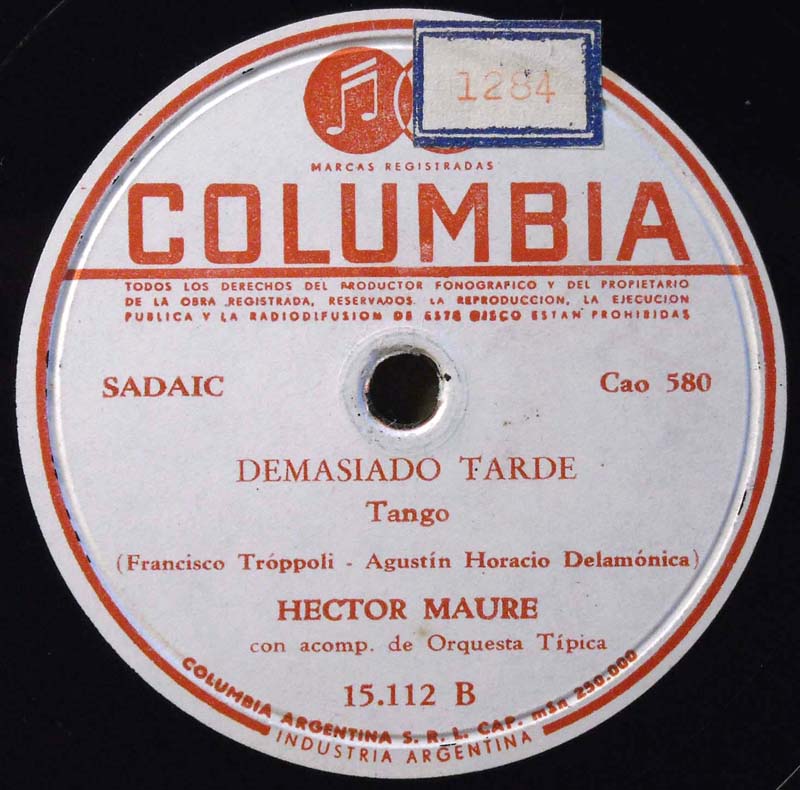 1284
MARCAS REGISTRADAS
COLUMBIA
TODOS LOS DERECHOS DEL PRODUCTOR FONOGRAFICO Y DEL PROPIETARIO
DE LA OBRA REGISTRADA, RESERVADOS. LA REPRODUCCION, LA EJECUCION
PUBLICA Y LA RADIODIFUSION DE ESTE DISCO ESTAN PROHIBIDAS
SADAIC
Cao 580
DEMASIADO TARDE
Tango
(Francisco Tróppoli - Agustín Horacio Delamónica)
HECTOR MAURE
con acomp. de Orquesta Típica
15.112 B
COLUMBIA ARGENTINA S. R. L. CAP. m$n 250.000
INDUSTRIA ARGENTINA